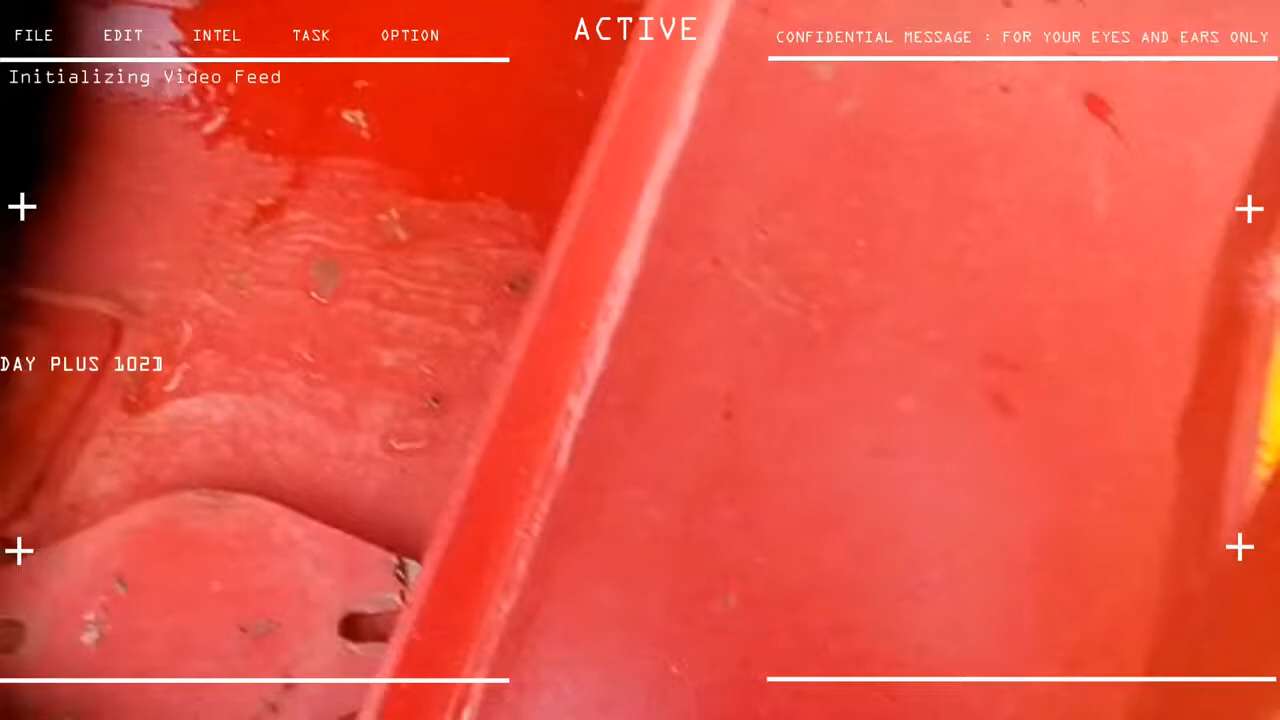 FILE EDIT INTEL TASK OPTION
ACTIVE
CONFIDENTIAL MESSAGE : FOR YOUR EYES AND EARS ONLY
Initializing Video Feed
DAY PLUS 102